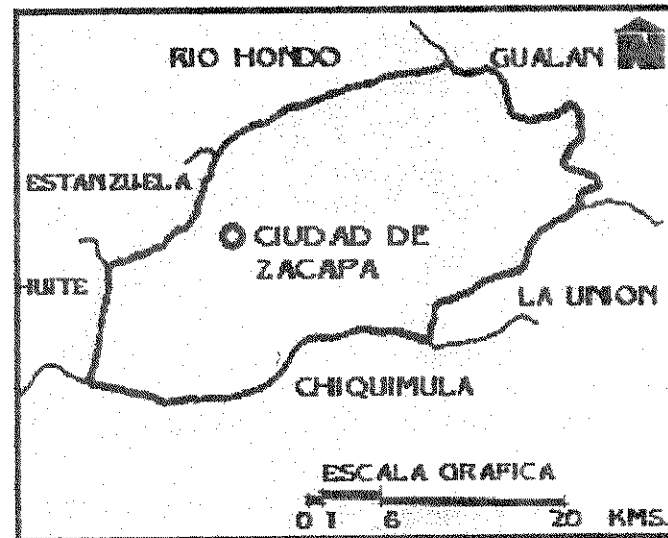 RIO HONDO GUALAN
ESTANZUELA
CIUDAD DE
ZACAPA
HUITE
LA UNION
CHIQUIMULA
ESCALA GRAFICA
0 1 6 20 KMS.